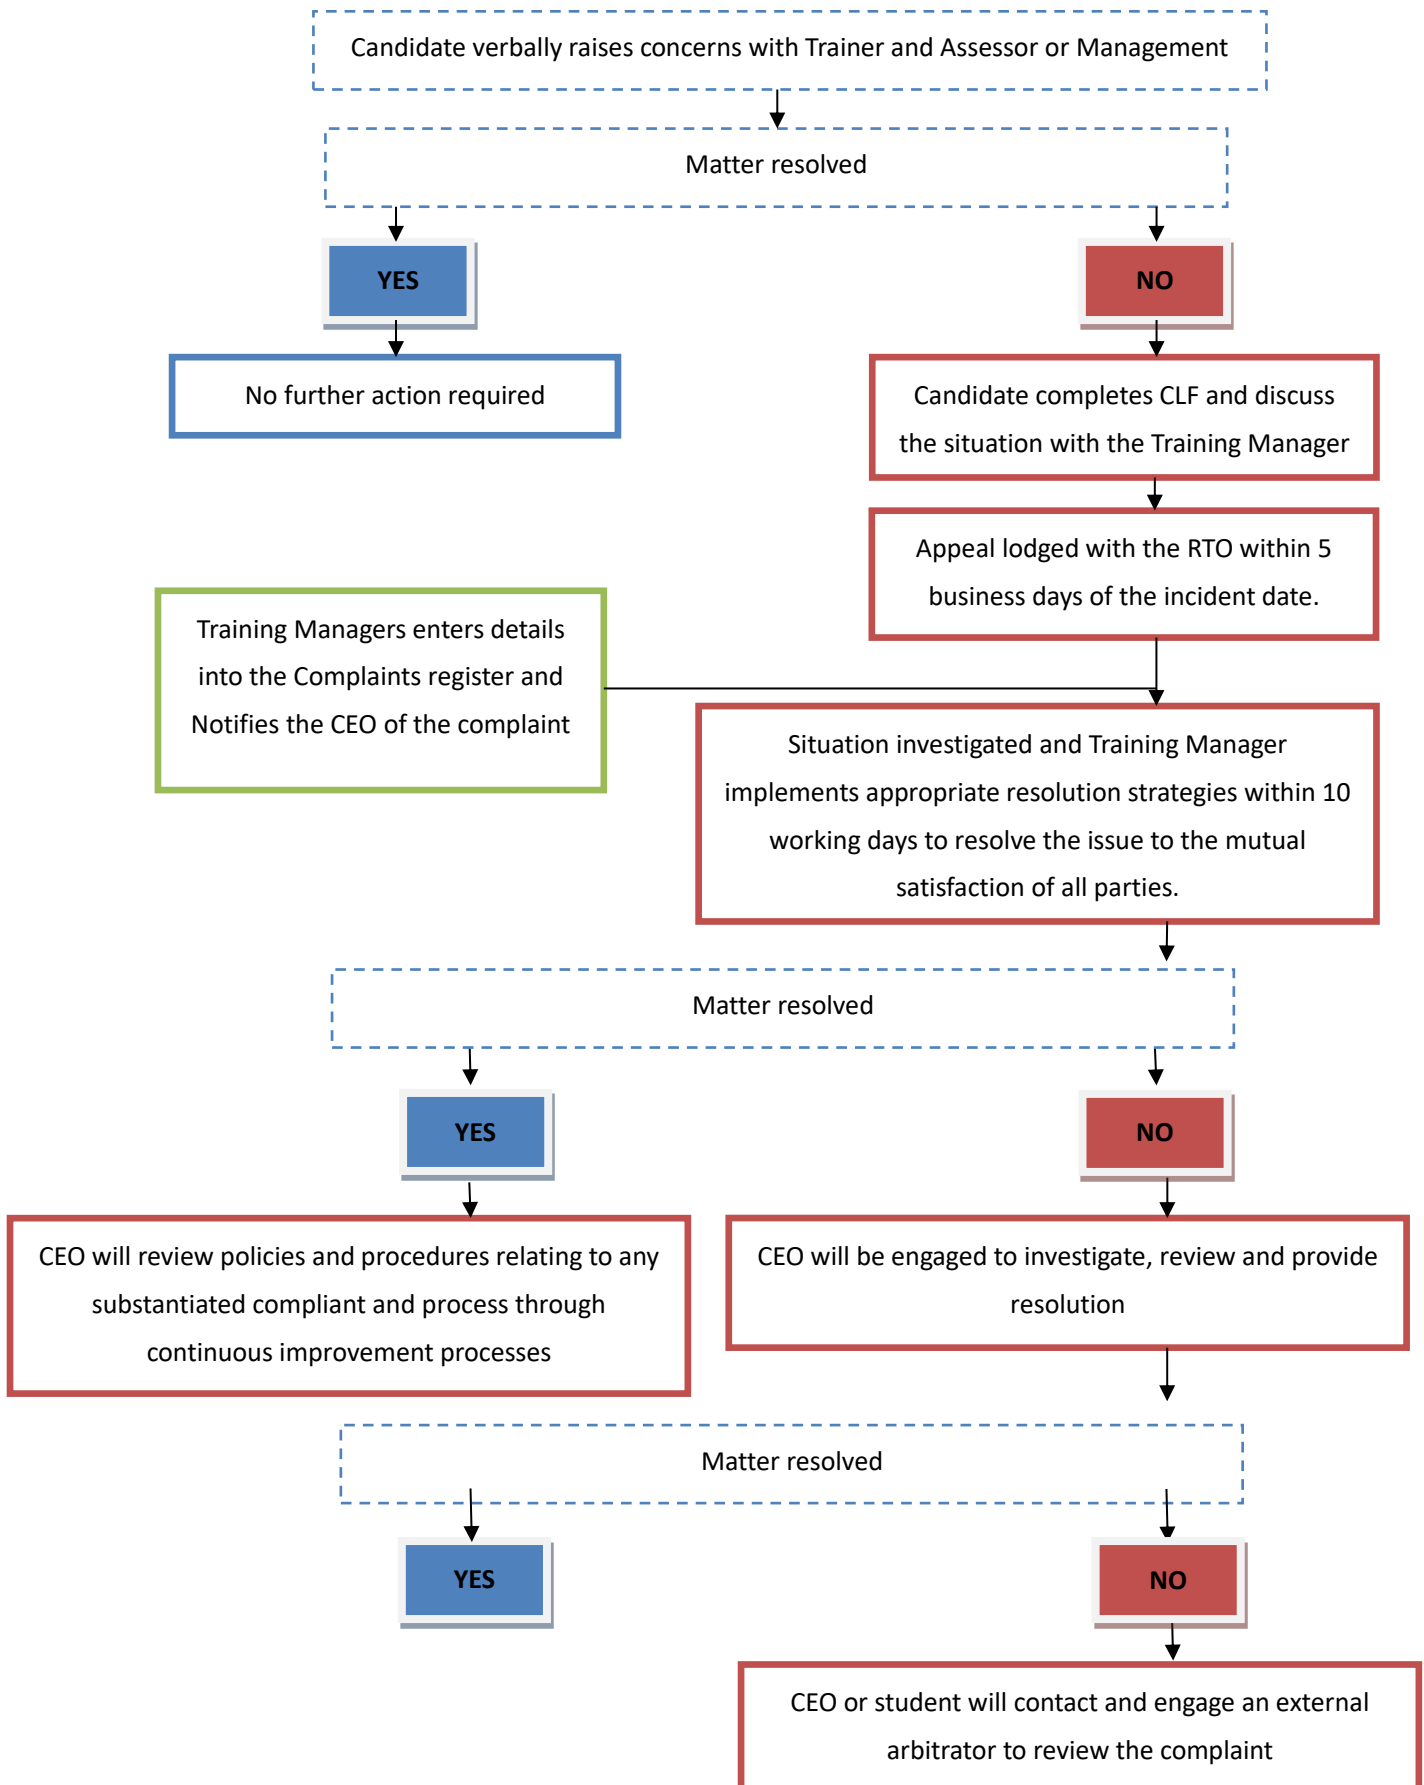 Candidate verbally raises concerns with Trainer and Assessor or Management
Matter resolved
YES
NO
No further action required
Candidate completes CLF and discuss
the situation with the Training Manager
Appeal lodged with the RTO within 5
business days of the incident date.
Training Managers enters details
into the Complaints register and
Notifies the CEO of the complaint
Situation investigated and Training Manager
implements appropriate resolution strategies within 10
working days to resolve the issue to the mutual
satisfaction of all parties.
Matter resolved
YES
NO
CEO will review policies and procedures relating to any
substantiated compliant and process through
continuous improvement processes
CEO will be engaged to investigate, review and provide
resolution
Matter resolved
YES
NO
CEO or student will contact and engage an external
arbitrator to review the complaint